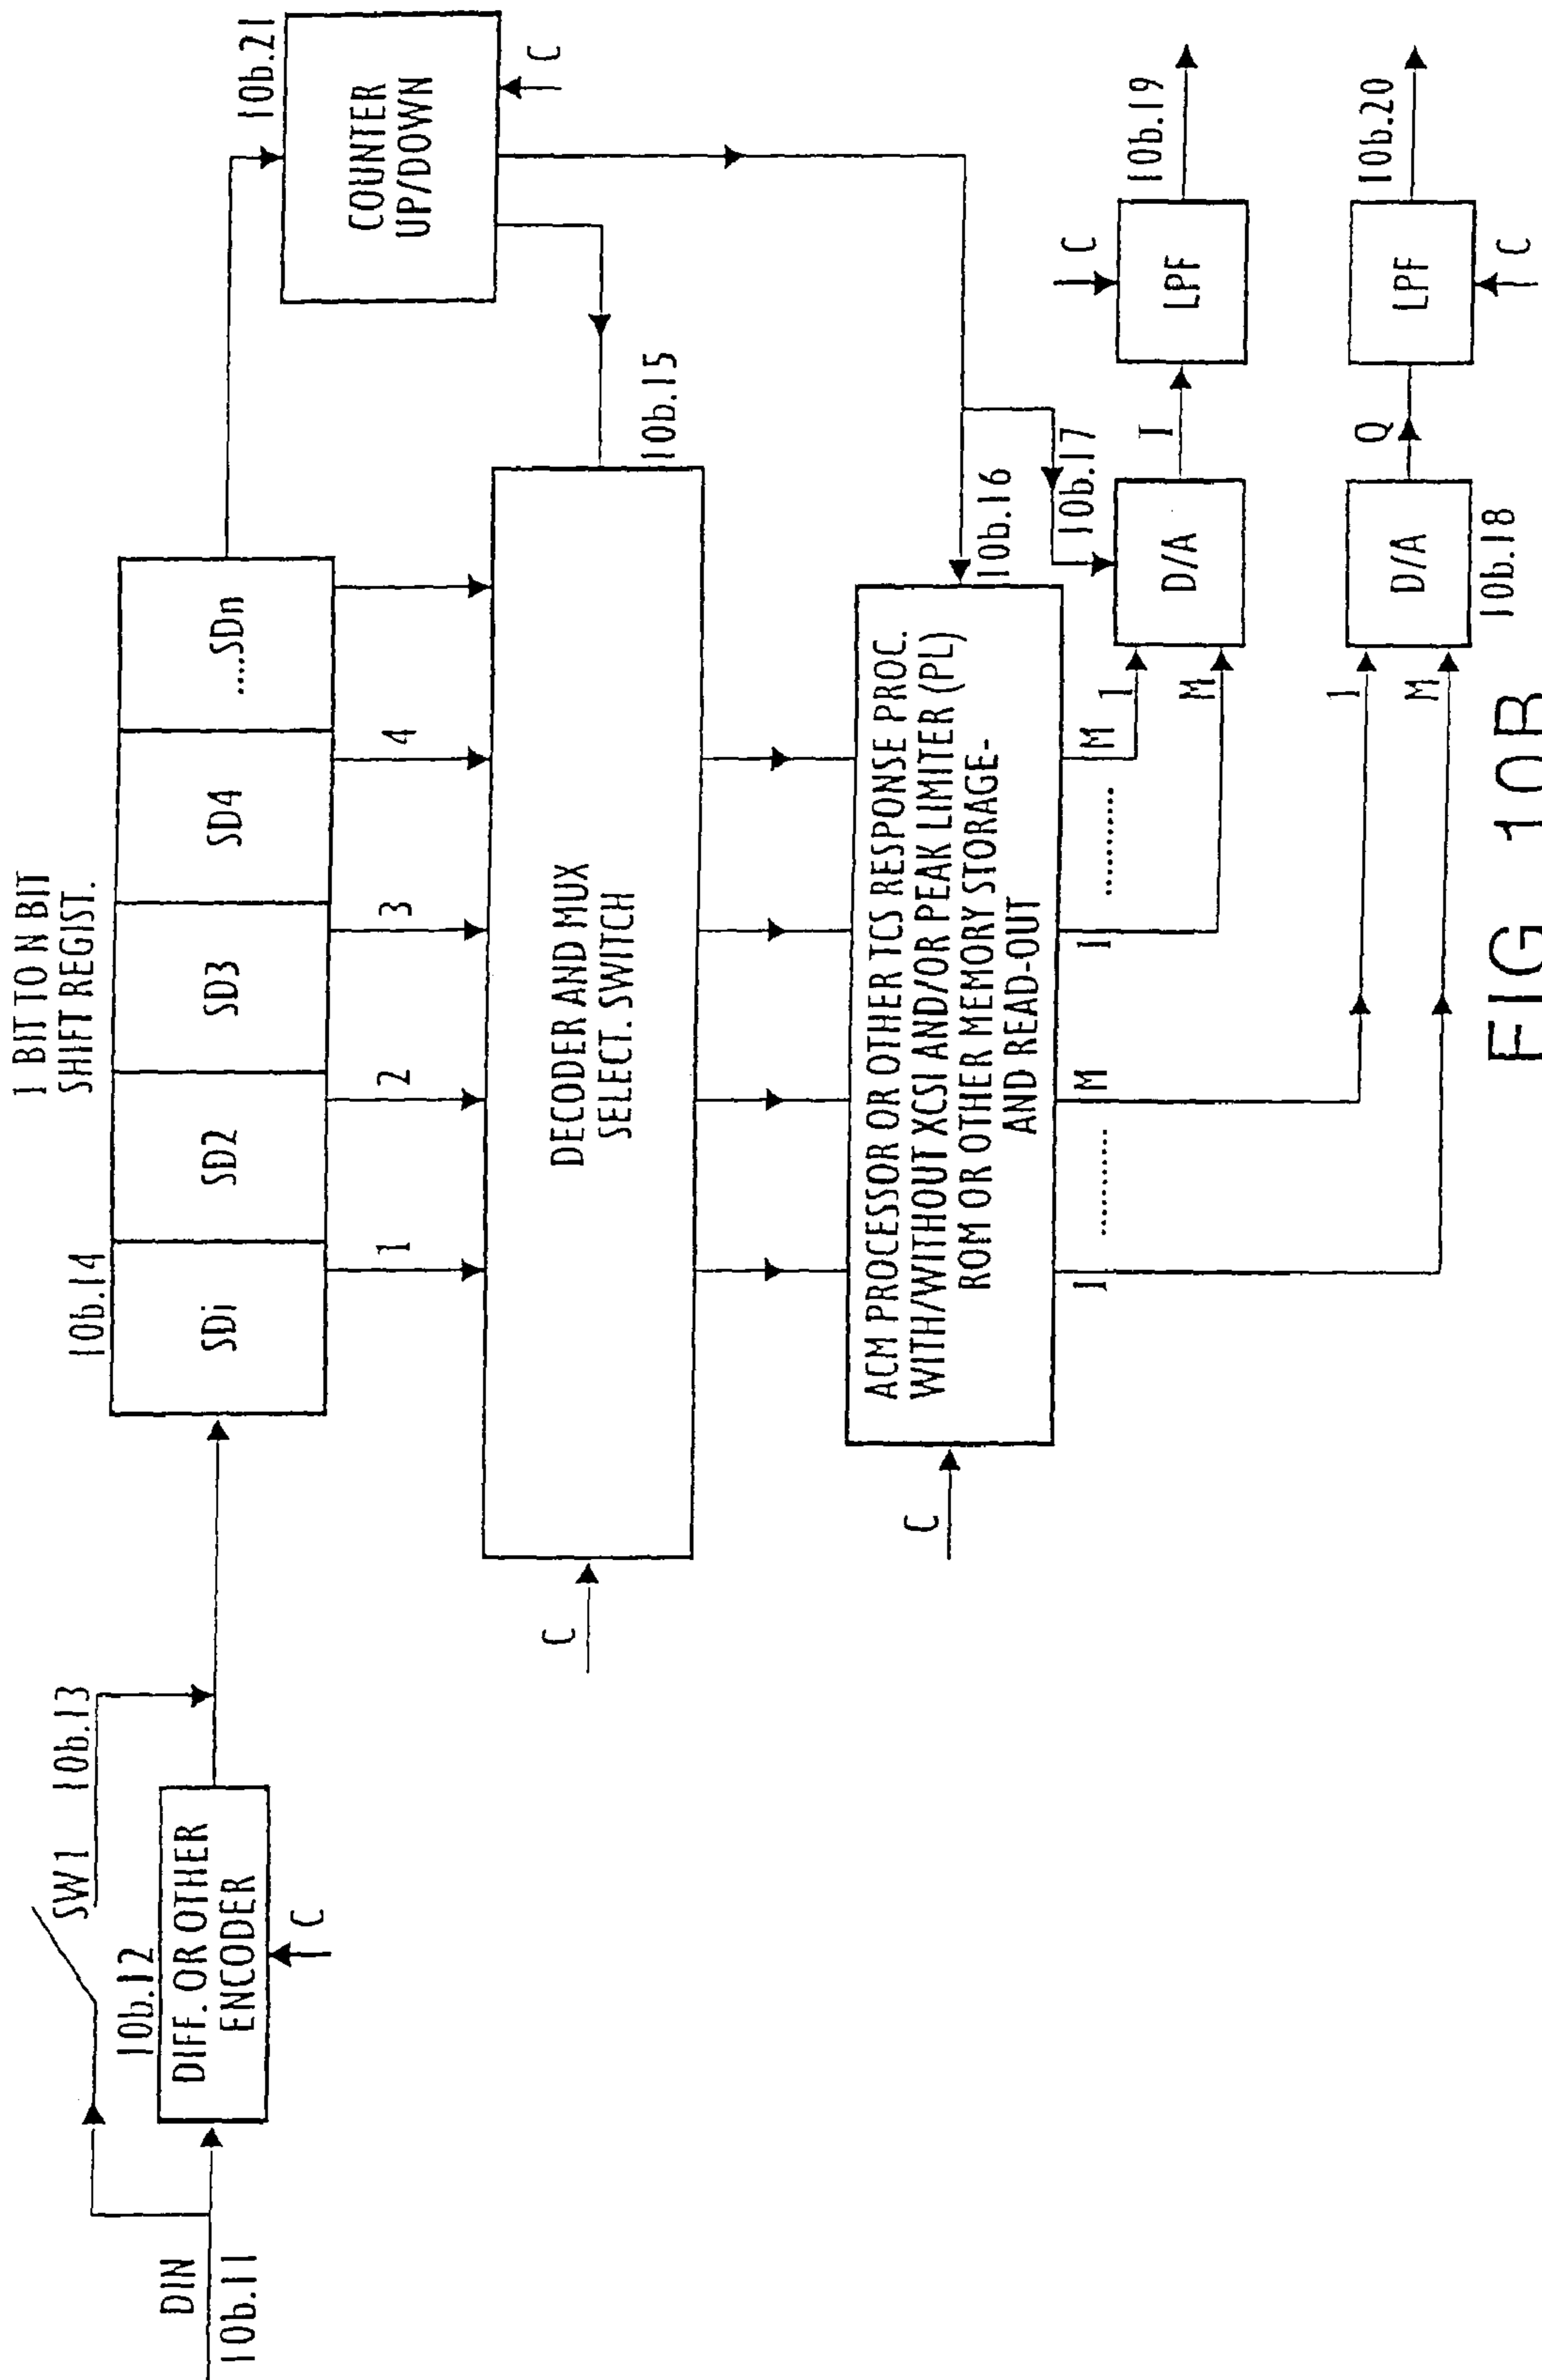 DIN
10b.11
SW1 10b.13
10b.12
DIFF. OR OTHER
ENCODER
C
1 BIT TO N BIT
SHIFT REGIST.
10b.14
SDi
SD2
SD3
SD4
.....SDn
10b.21
COUNTER
UP/DOWN
C
1
2
3
4
C
DECODER AND MUX
SELECT. SWITCH
10b.15
C
ACM PROCESSOR OR OTHER TCS RESPONSE PROC.
WITH/WITHOUT XCSI AND/OR PEAK LIMITER (PL)
ROM OR OTHER MEMORY STORAGE-
AND READ-OUT
10b.16
10b.17
1 .......... M
1 .......... M
1
M
D/A
I
C
LPF
10b.19
1
M
D/A
10b.18
Q
LPF
C
10b.20
FIG 10B